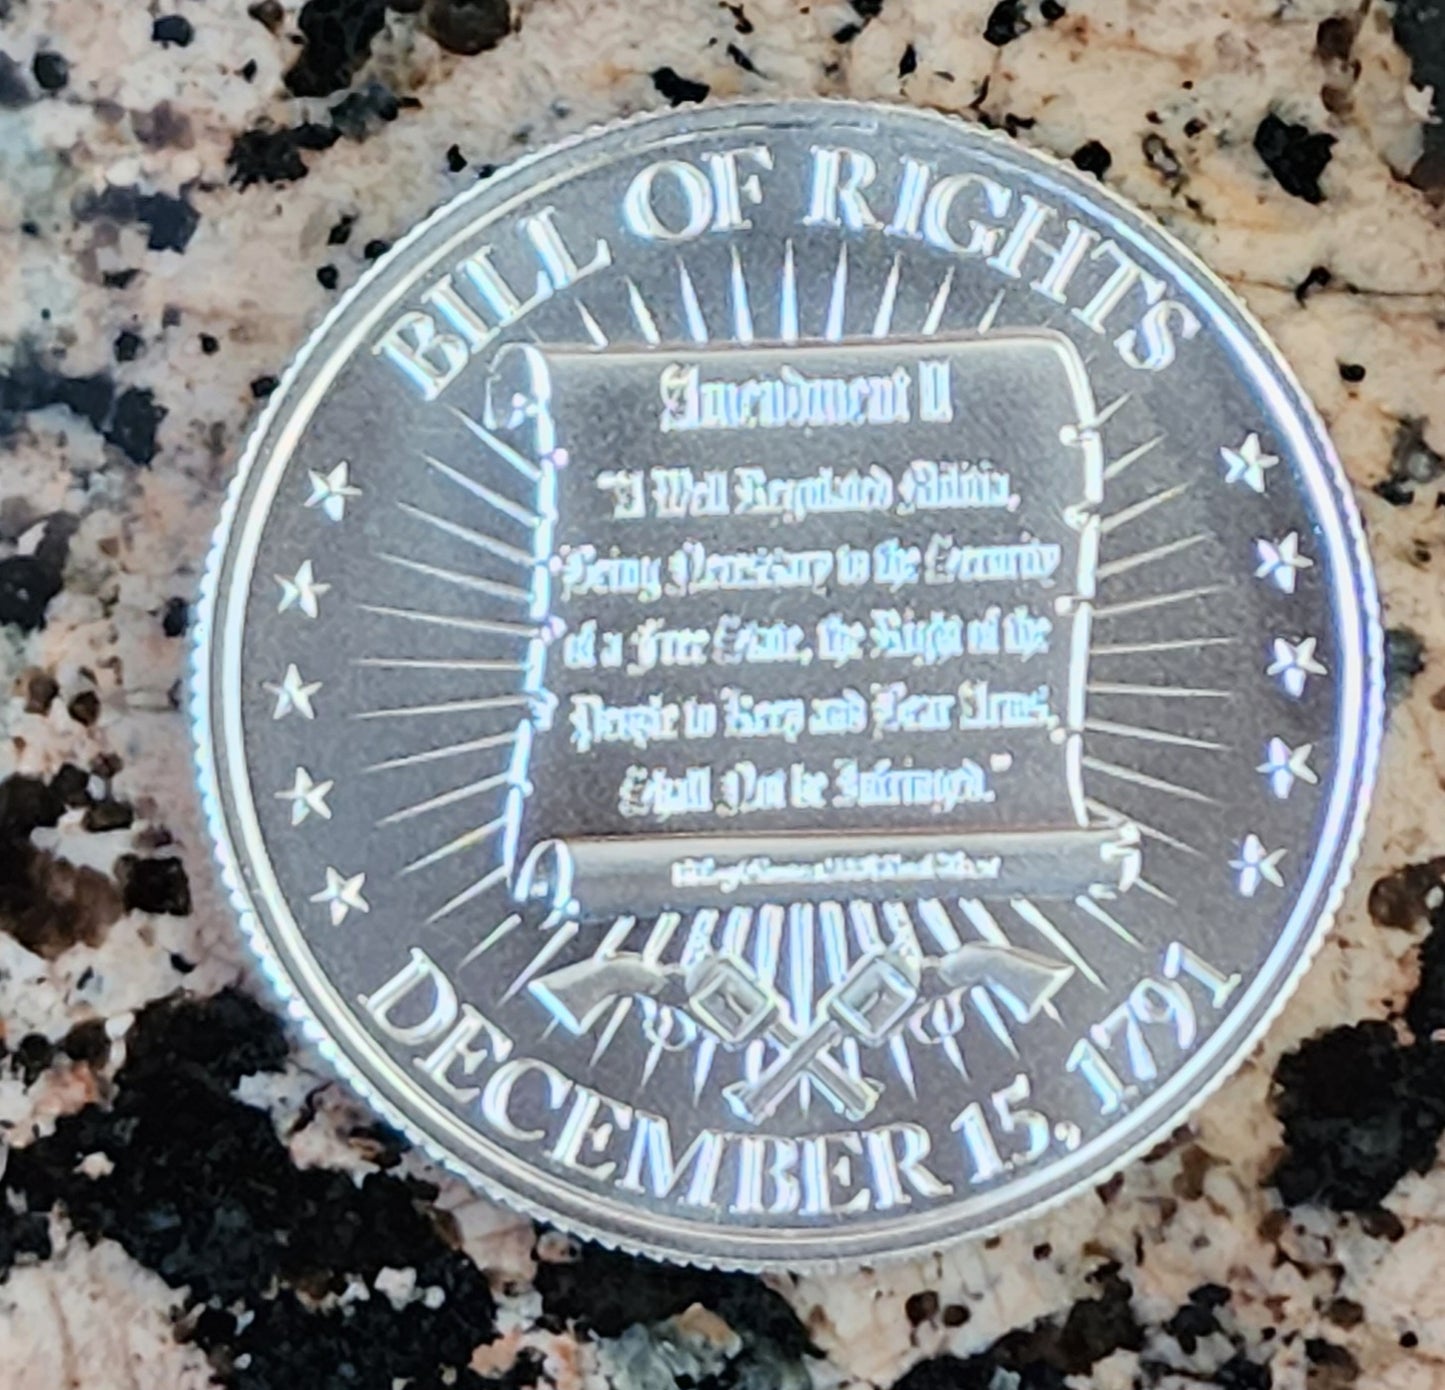 BILL OF RIGHTS
Amendment II
"A Well Regulated Militia,
Being Necessary to the Security
of a Free State, the Right of the
People to Keep and Bear Arms,
Shall Not be Infringed."
DECEMBER 15, 1791